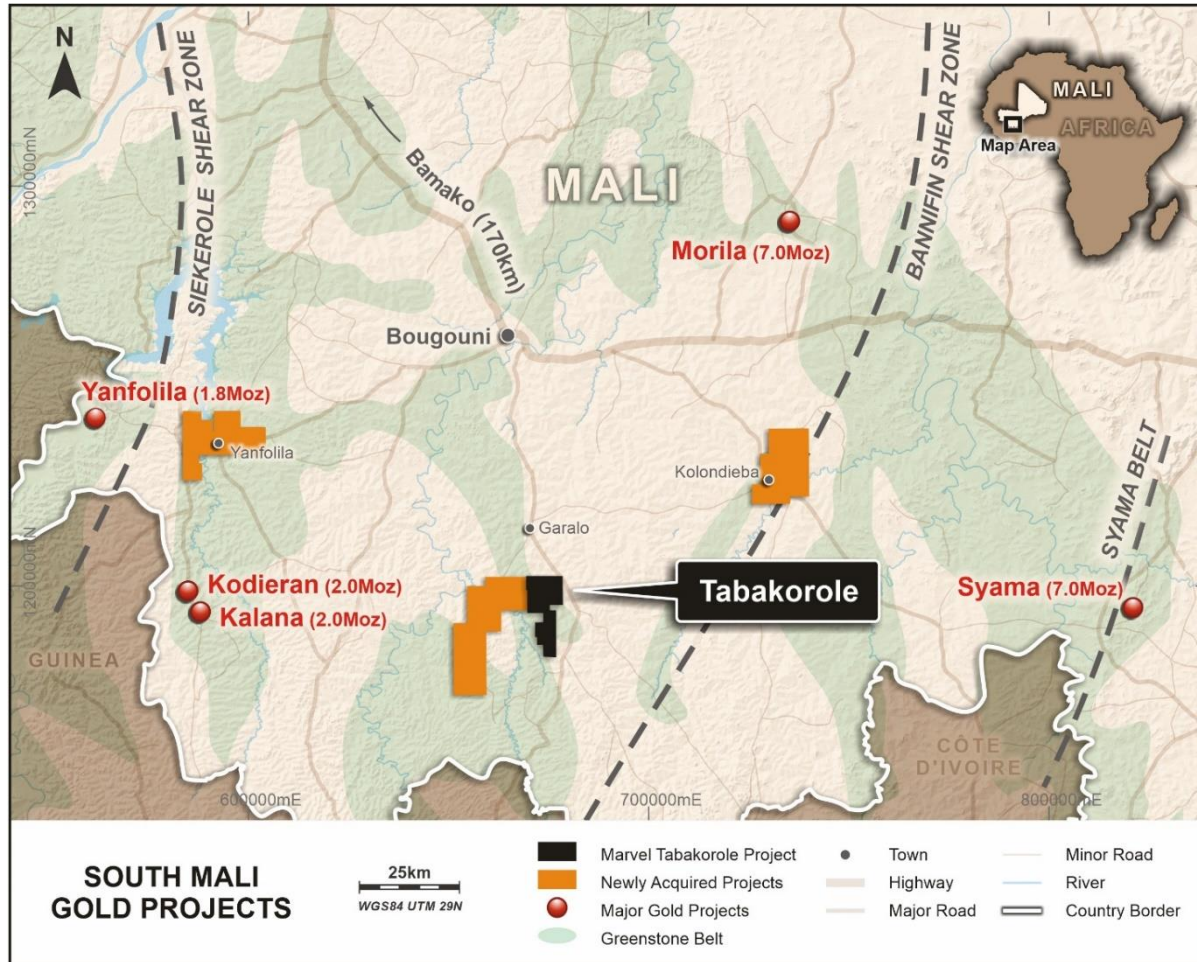 N
SIEKEROLE SHEAR ZONE
Bamako (170km)
MALI
BANNIFIN SHEAR ZONE
MALI
AFRICA
Map Area
1300000mN
Morila (7.0Moz)
Bougouni
Yanfolila (1.8Moz)
Yanfolila
Kolondieba
SYAMA BELT
Garalo
1200000mN
Kodieran (2.0Moz)
Kalana (2.0Moz)
Tabakorole
Syama (7.0Moz)
GUINEA
CÔTE
D'IVOIRE
600000mE
700000mE
800000mE
SOUTH MALI
GOLD PROJECTS
25km
WGS84 UTM 29N
Marvel Tabakorole Project
Newly Acquired Projects
Major Gold Projects
Greenstone Belt
Town
Highway
Major Road
Minor Road
River
Country Border